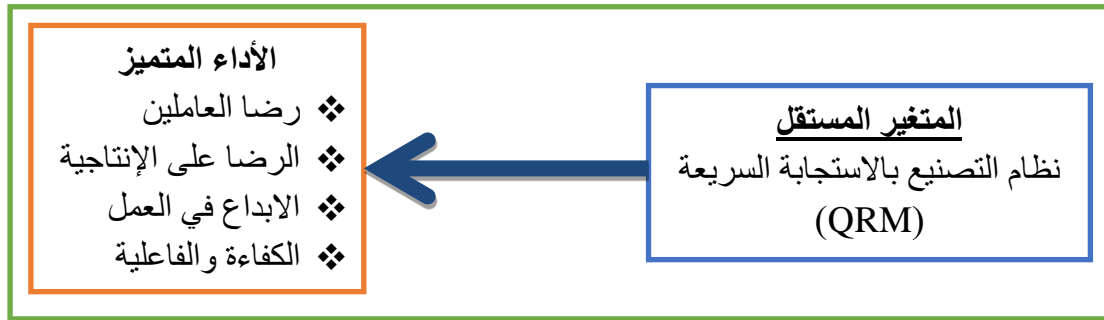 المتغير المستقل
نظام التصنيع بالاستجابة السريعة
(QRM)
الأداء المتميز
❖ رضا العاملين
❖ الرضا على الإنتاجية
❖ الابداع في العمل
❖ الكفاءة والفاعلية